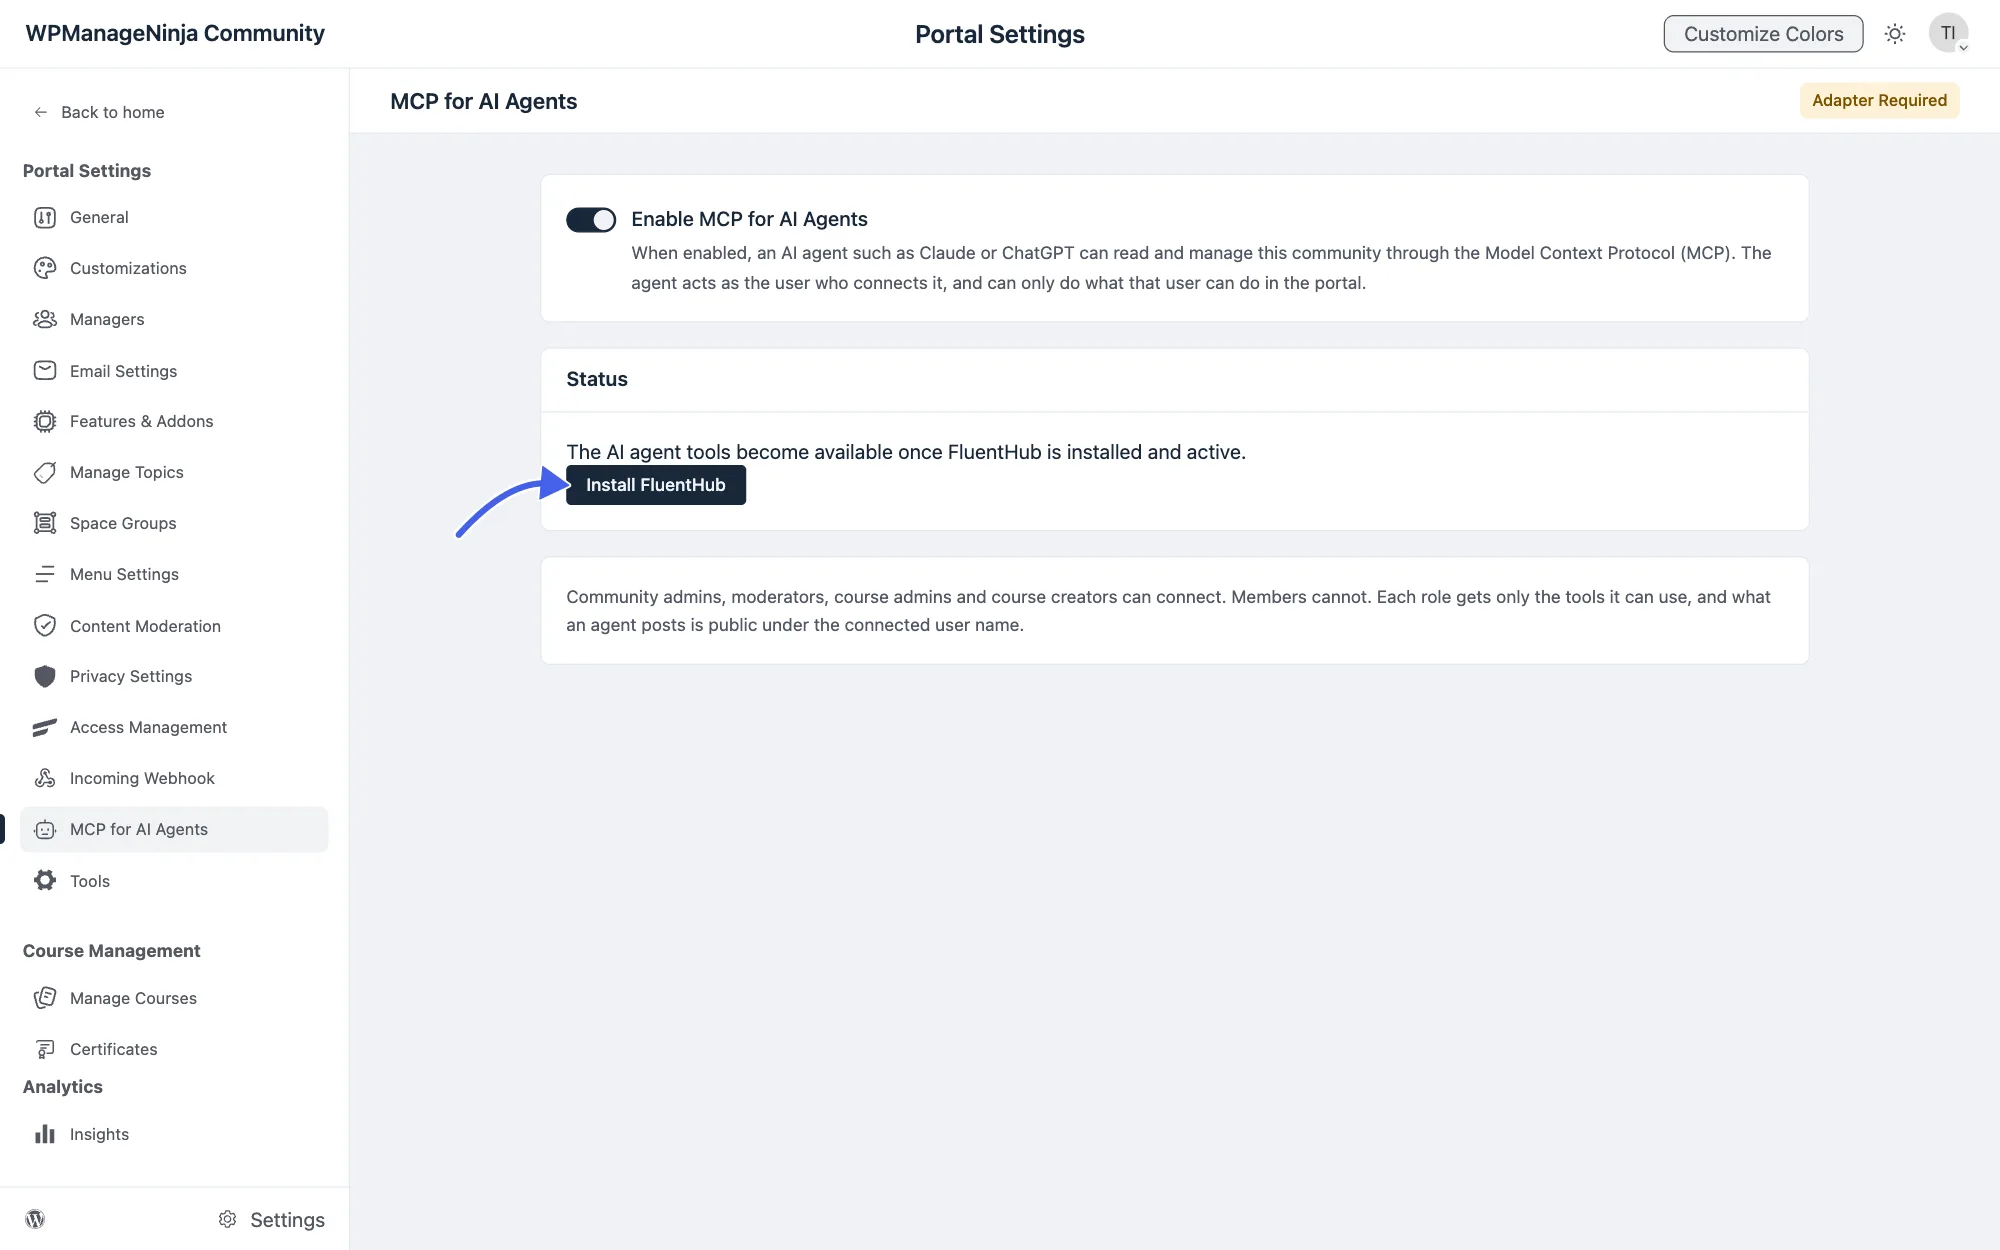 WPManageNinja Community
Portal Settings
Customize Colors
TI
Back to home
Portal Settings
General
Customizations
Managers
Email Settings
Features & Addons
Manage Topics
Space Groups
Menu Settings
Content Moderation
Privacy Settings
Access Management
Incoming Webhook
MCP for AI Agents
Tools
Course Management
Manage Courses
Certificates
Analytics
Insights
Settings
MCP for AI Agents
Adapter Required
Enable MCP for AI Agents
When enabled, an AI agent such as Claude or ChatGPT can read and manage this community through the Model Context Protocol (MCP). The
agent acts as the user who connects it, and can only do what that user can do in the portal.
Status
The AI agent tools become available once FluentHub is installed and active.
Install FluentHub
Community admins, moderators, course admins and course creators can connect. Members cannot. Each role gets only the tools it can use, and what
an agent posts is public under the connected user name.